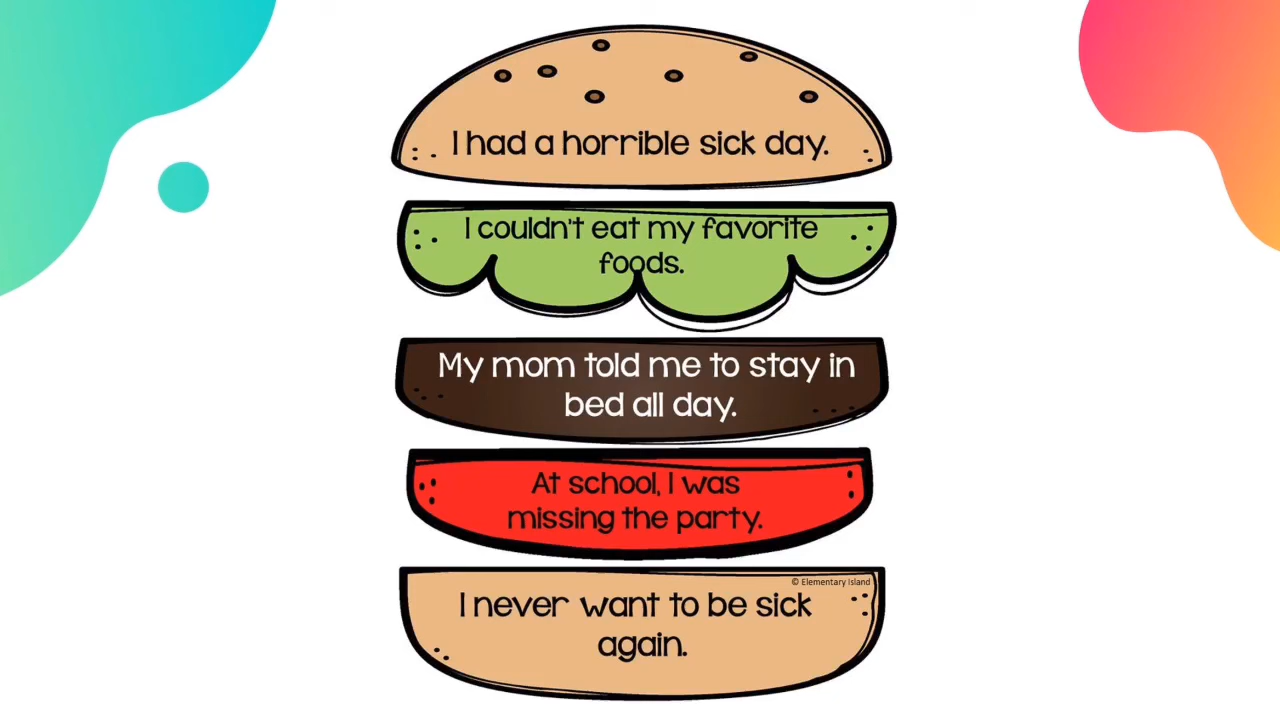 I had a horrible sick day.
I couldn't eat my favorite
foods.
My mom told me to stay in
bed all day.
At school, I was
missing the party.
© Elementary Island
I never want to be sick
again.